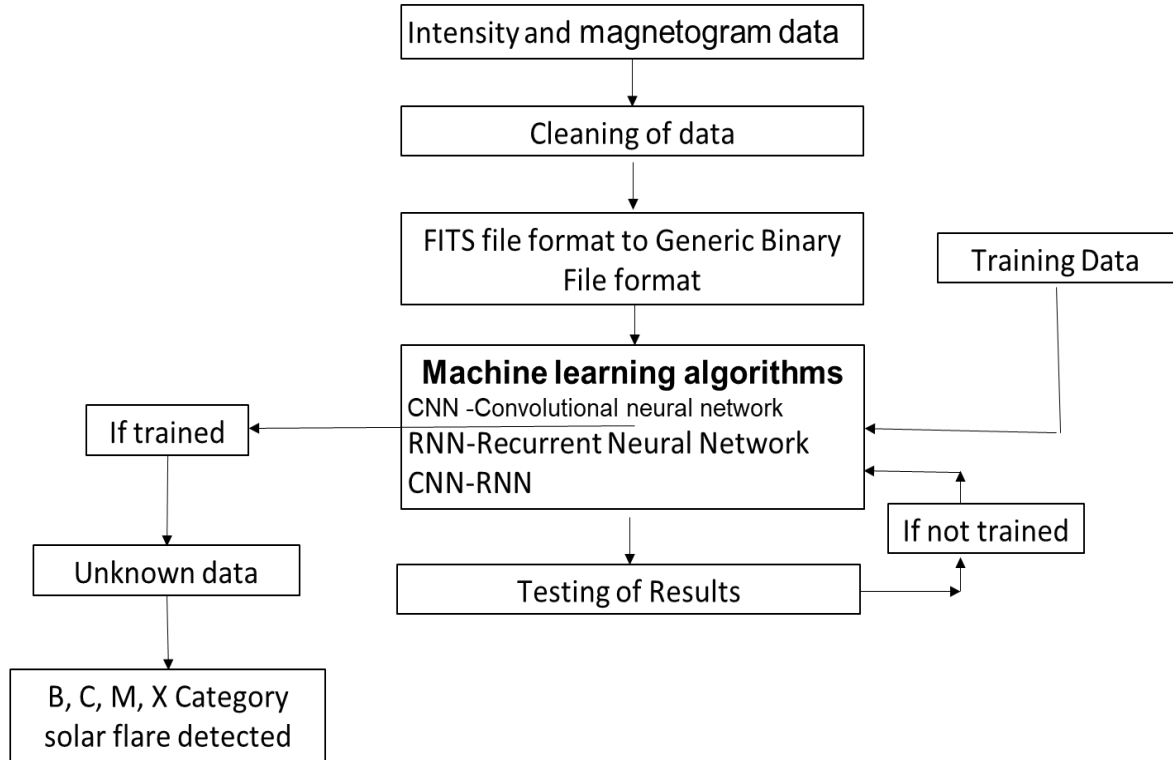 Intensity and magnetogram data
Cleaning of data
FITS file format to Generic Binary
File format
Training Data
Machine learning algorithms
CNN -Convolutional neural network
RNN-Recurrent Neural Network
CNN-RNN
If trained
If not trained
Unknown data
Testing of Results
B, C, M, X Category
solar flare detected